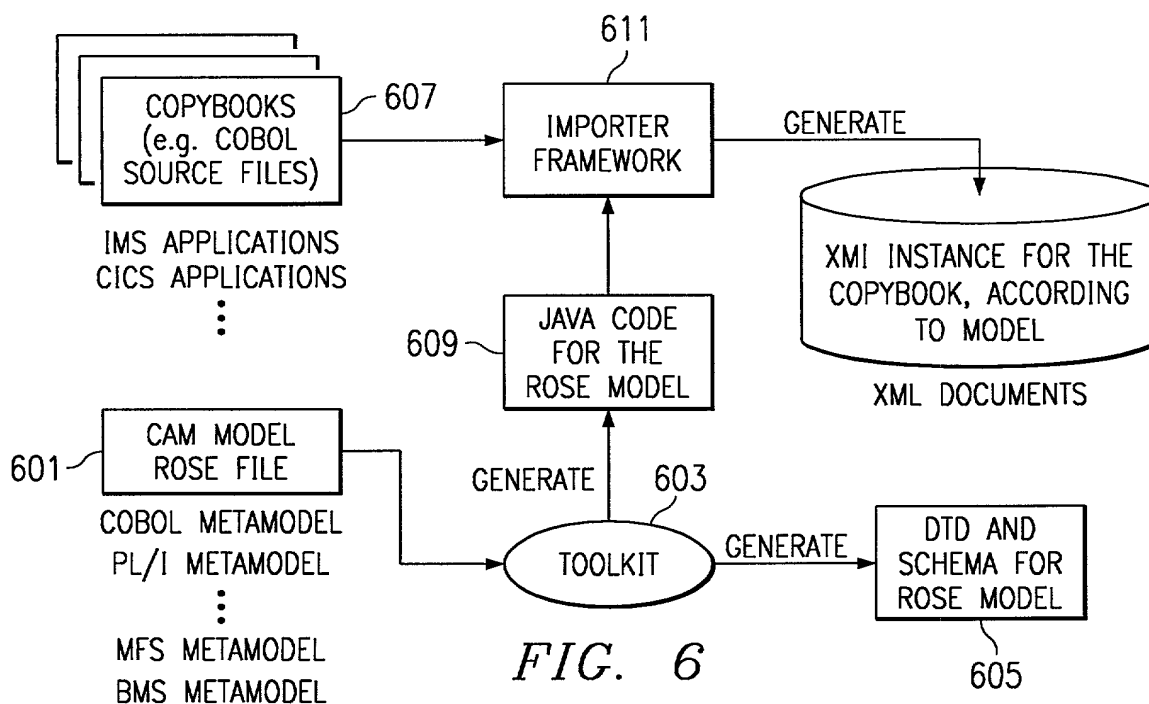 611
COPYBOOKS
(e.g. COBOL
SOURCE FILES)
607
IMPORTER
FRAMEWORK
GENERATE
IMS APPLICATIONS
CICS APPLICATIONS
XMI INSTANCE FOR THE
COPYBOOK, ACCORDING
TO MODEL
XML DOCUMENTS
609
JAVA CODE
FOR THE
ROSE MODEL
601
CAM MODEL
ROSE FILE
COBOL METAMODEL
PL/I METAMODEL
MFS METAMODEL
BMS METAMODEL
GENERATE
603
TOOLKIT
GENERATE
DTD AND
SCHEMA FOR
ROSE MODEL
605
FIG. 6